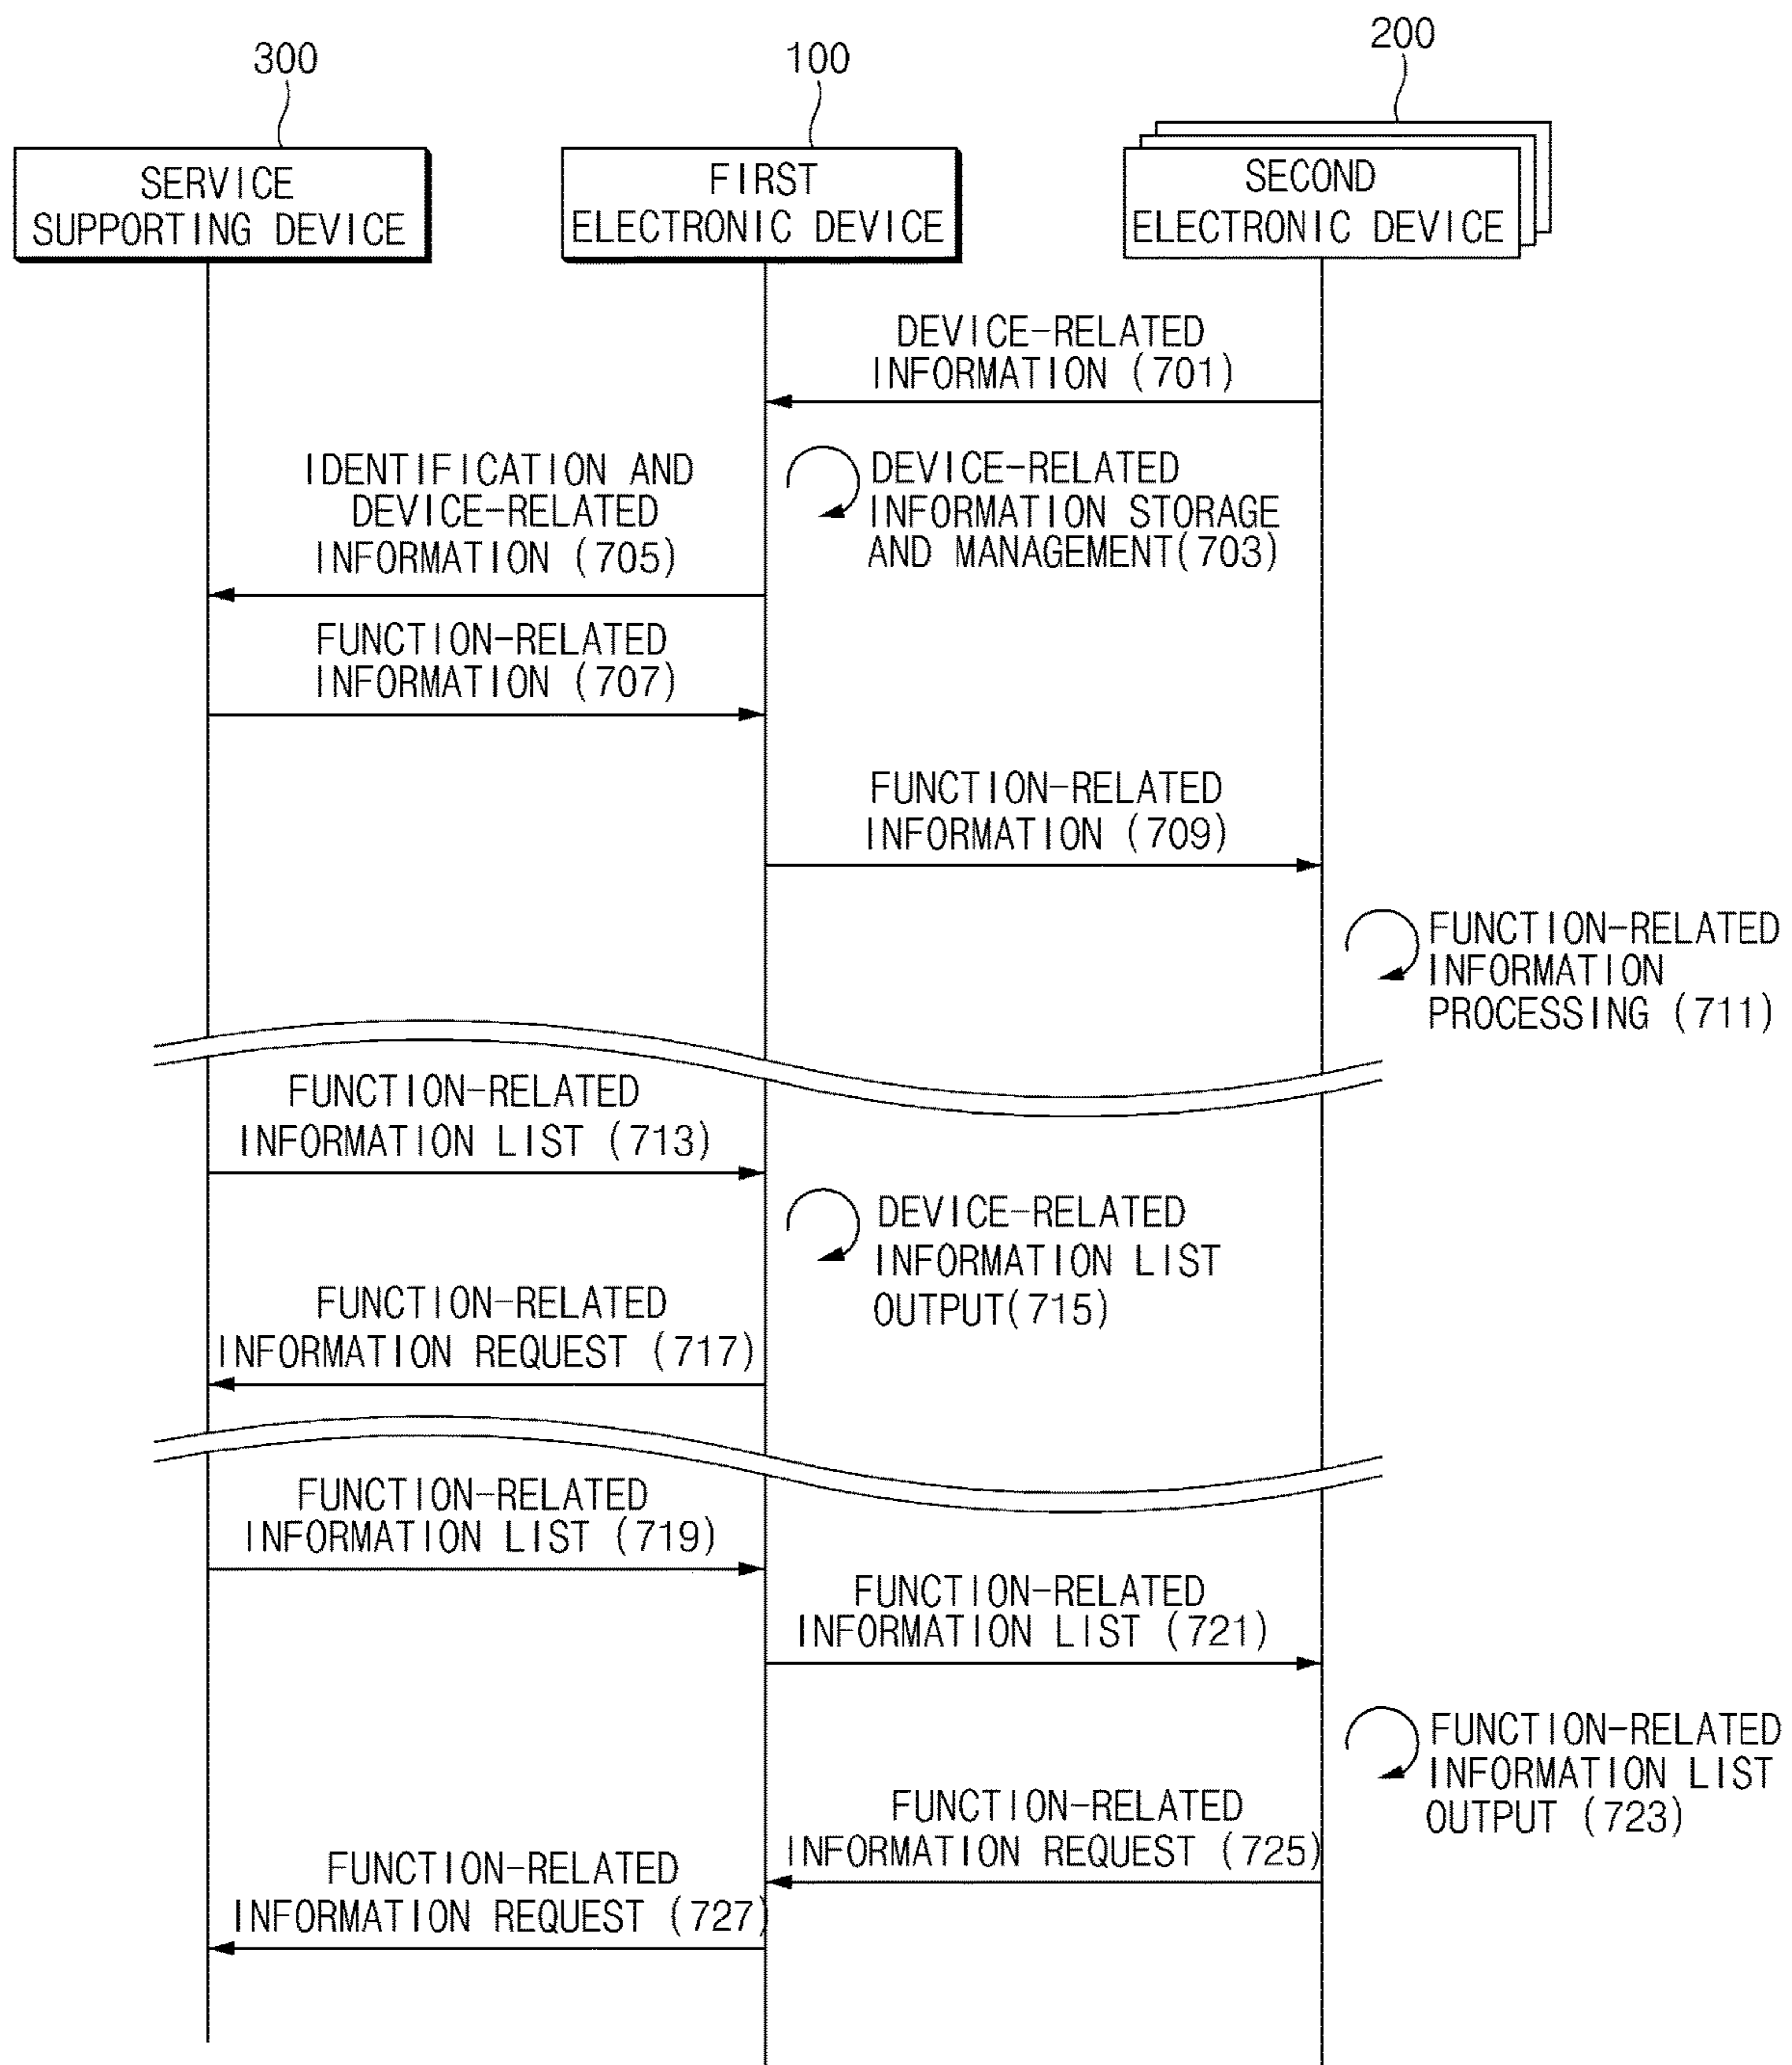 300
100
200
SERVICE
SUPPORTING DEVICE
FIRST
ELECTRONIC DEVICE
SECOND
ELECTRONIC DEVICE
DEVICE-RELATED
INFORMATION (701)
DEVICE-RELATED
INFORMATION STORAGE
AND MANAGEMENT(703)
IDENTIFICATION AND
DEVICE-RELATED
INFORMATION (705)
FUNCTION-RELATED
INFORMATION (707)
FUNCTION-RELATED
INFORMATION (709)
FUNCTION-RELATED
INFORMATION
PROCESSING (711)
FUNCTION-RELATED
INFORMATION LIST (713)
DEVICE-RELATED
INFORMATION LIST
OUTPUT(715)
FUNCTION-RELATED
INFORMATION REQUEST (717)
FUNCTION-RELATED
INFORMATION LIST (719)
FUNCTION-RELATED
INFORMATION LIST (721)
FUNCTION-RELATED
INFORMATION LIST
OUTPUT (723)
FUNCTION-RELATED
INFORMATION REQUEST (725)
FUNCTION-RELATED
INFORMATION REQUEST (727)